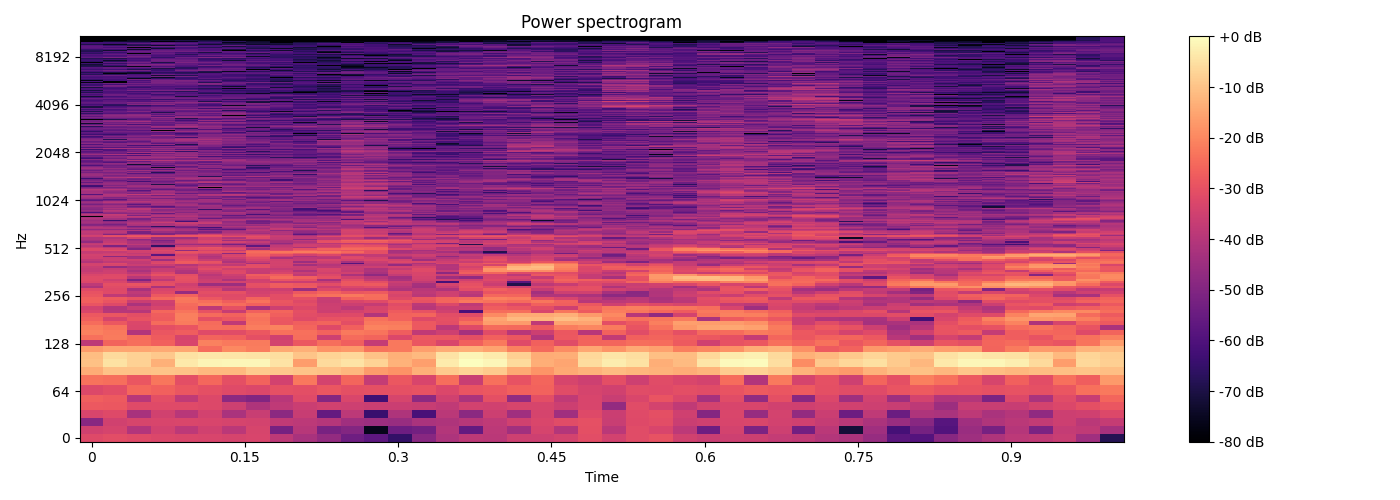 Power spectrogram
Hz
8192
4096
2048
1024
512
256
128
64
0
0 0.15 0.3 0.45 0.6 0.75 0.9
Time
+0 dB
-10 dB
-20 dB
-30 dB
-40 dB
-50 dB
-60 dB
-70 dB
-80 dB